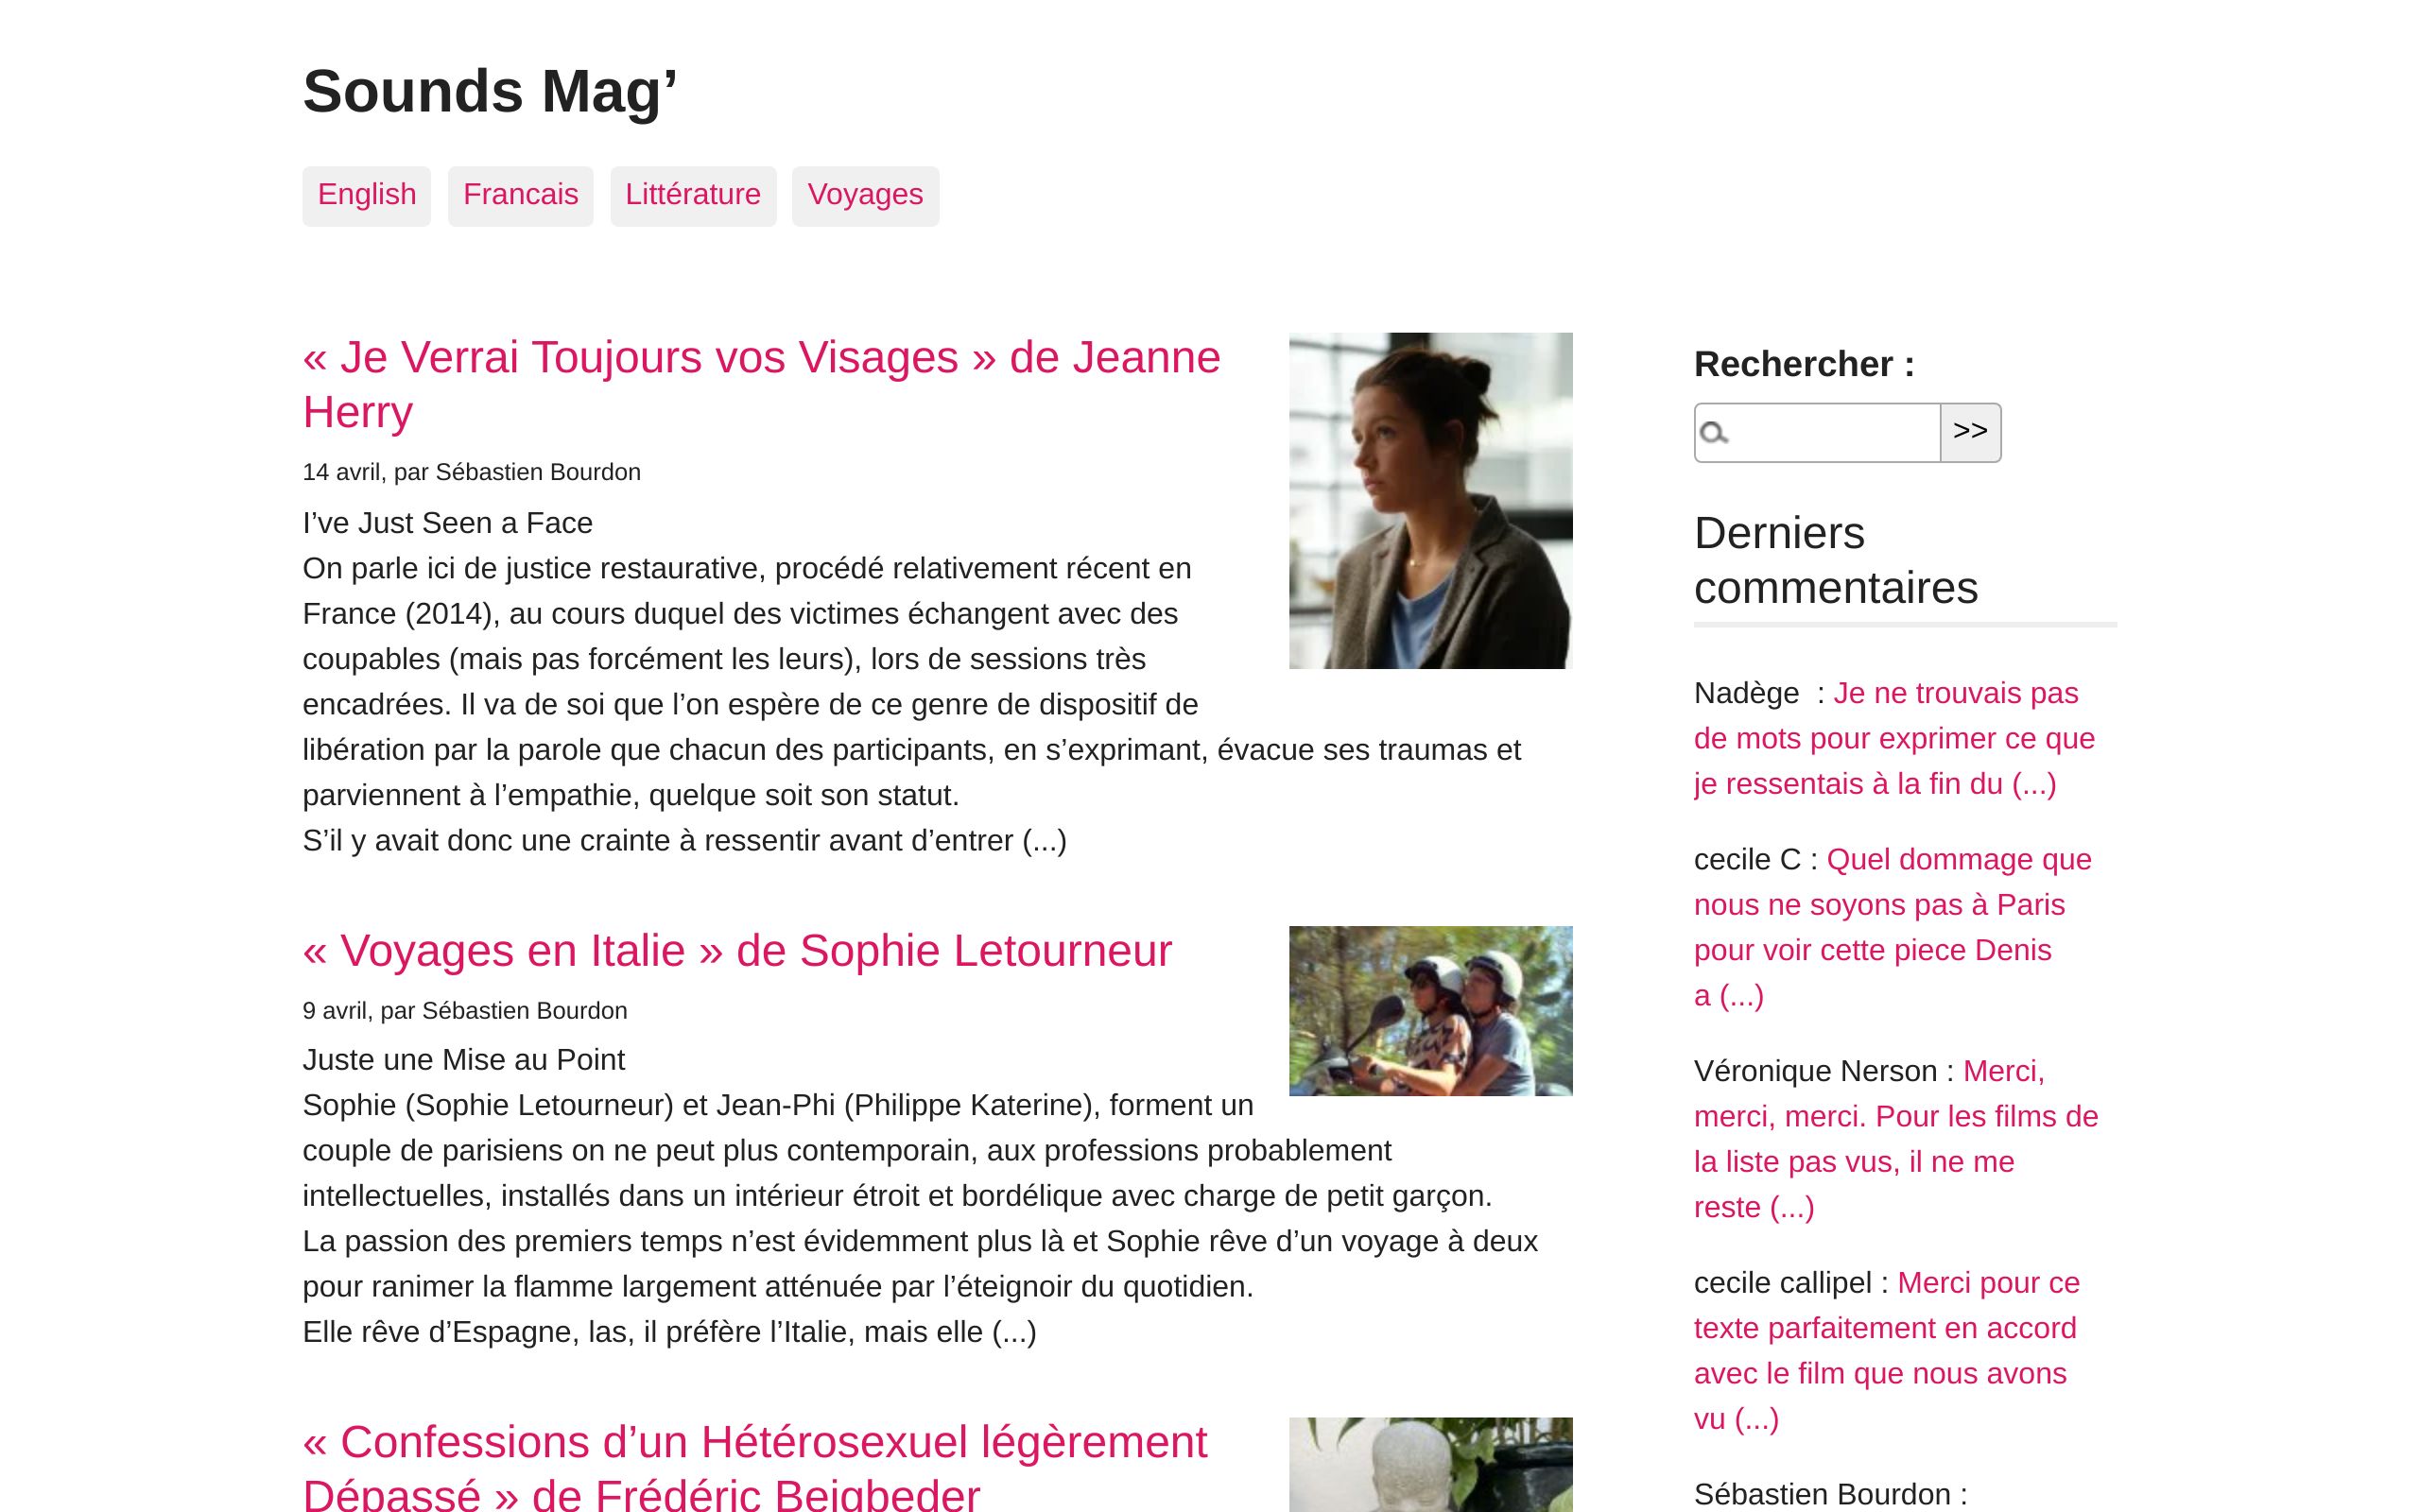 Sounds Mag’
English
Francais
Littérature
Voyages
« Je Verrai Toujours vos Visages » de Jeanne
Herry
14 avril, par Sébastien Bourdon
I’ve Just Seen a Face
On parle ici de justice restaurative, procédé relativement récent en
France (2014), au cours duquel des victimes échangent avec des
coupables (mais pas forcément les leurs), lors de sessions très
encadrées. Il va de soi que l’on espère de ce genre de dispositif de
libération par la parole que chacun des participants, en s’exprimant, évacue ses traumas et
parviennent à l’empathie, quelque soit son statut.
S’il y avait donc une crainte à ressentir avant d’entrer (...)
« Voyages en Italie » de Sophie Letourneur
9 avril, par Sébastien Bourdon
Juste une Mise au Point
Sophie (Sophie Letourneur) et Jean-Phi (Philippe Katerine), forment un
couple de parisiens on ne peut plus contemporain, aux professions probablement
intellectuelles, installés dans un intérieur étroit et bordélique avec charge de petit garçon.
La passion des premiers temps n’est évidemment plus là et Sophie rêve d’un voyage à deux
pour ranimer la flamme largement atténuée par l’éteignoir du quotidien.
Elle rêve d’Espagne, las, il préfère l’Italie, mais elle (...)
« Confessions d’un Hétérosexuel légèrement
Dépassé » de Frédéric Beigbeder
Rechercher :
>>
Derniers
commentaires
Nadège  : Je ne trouvais pas
de mots pour exprimer ce que
je ressentais à la fin du (...)
cecile C : Quel dommage que
nous ne soyons pas à Paris
pour voir cette piece Denis
a (...)
Véronique Nerson : Merci,
merci, merci. Pour les films de
la liste pas vus, il ne me
reste (...)
cecile callipel : Merci pour ce
texte parfaitement en accord
avec le film que nous avons
vu (...)
Sébastien Bourdon :